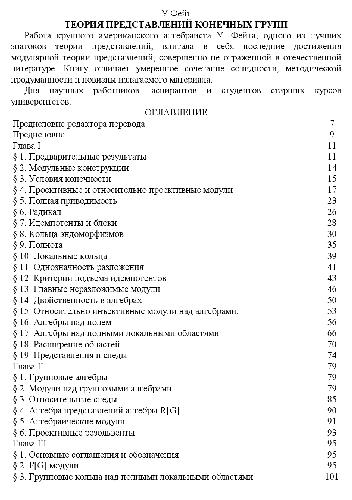 У. Фейт
ТЕОРИЯ ПРЕДСТАВЛЕНИЙ КОНЕЧНЫХ ГРУПП
Работа крупного американского алгебраиста У. Фейта, одного из лучших
знатоков теории представлений, впитала в себя последние достижения
модулярной теории представлений, совершенно не отраженной в отечественной
литературе. Книгу отличает умеренное сочетание солидности, методической
продуманности и новизны излагаемого материала.
Для научных работников, аспирантов и студентов старших курсов
университетов.
ОГЛАВЛЕНИЕ
Предисловие редактора перевода 7
Предисловие 9
Глава I 11
§ 1. Предварительные результаты 11
§ 2. Модульные конструкции 14
§ 3. Условия конечности 15
§ 4. Проективные и относительно проективные модули 17
§ 5. Полная приводимость 23
§ 6. Радикал 26
§ 7. Идемпотенты и блоки 28
§ 8. Кольца эндоморфизмов 30
§ 9. Полнота 35
§ 10. Локальные кольца 39
§ 11. Однозначность разложения 41
§ 12. Критерии подъема идемпотентов 43
§ 13. Главные неразложимые модули 46
§ 14. Двойственность в алгебрах 50
§ 15. Относительно инъективные модули над алгебрами. 53
§ 16. Алгебры над полем 56
§ 17. Алгебры над полными локальными областями 66
§ 18. Расширение областей 70
§ 19. Представления и следы 74
Глава II 79
§ 1. Групповые алгебры 79
§ 2. Модули над групповыми алгебрами 79
§ 3. Относительные следы 85
§ 4. Алгебра представлений алгебры R[G] 90
§ 5. Алгебраические модули 91
§ 6. Проективные резольвенты 93
Глава III 95
§ 1. Основные соглашения и обозначения 95
§ 2. F[G]-модули 95
§ 3. Групповые кольца над полными локальными областями 101